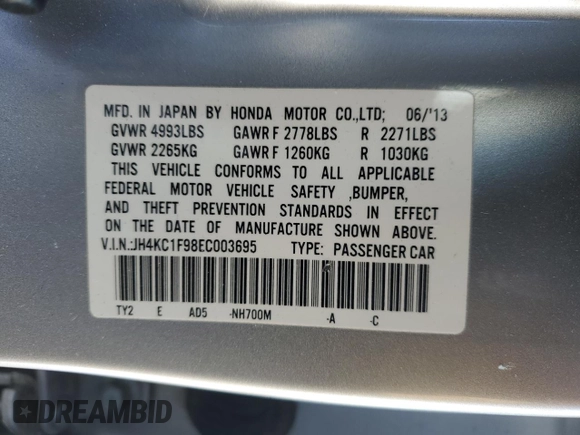 MFD. IN JAPAN BY HONDA MOTOR CO.,LTD; 06/'13
GVWR 4993LBS GAWR F 2778LBS R 2271LBS
GVWR 2265KG GAWR F 1260KG R 1030KG
THIS VEHICLE CONFORMS TO ALL APPLICABLE
FEDERAL MOTOR VEHICLE SAFETY ,BUMPER,
AND THEFT PREVENTION STANDARDS IN EFFECT
ON THE DATE OF MANUFACTURE SHOWN ABOVE.
V.I.N.:JH4KC1F98EC003695 TYPE: PASSENGER CAR
TY2 E AD5 -NH700M -A -C
DREAMBID